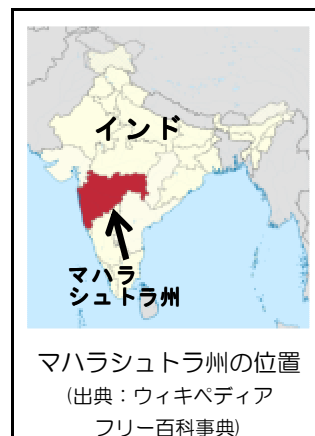 インド
マハラ
シュトラ州
マハラシュトラ州の位置
(出典：ウィキペディア
フリー百科事典)